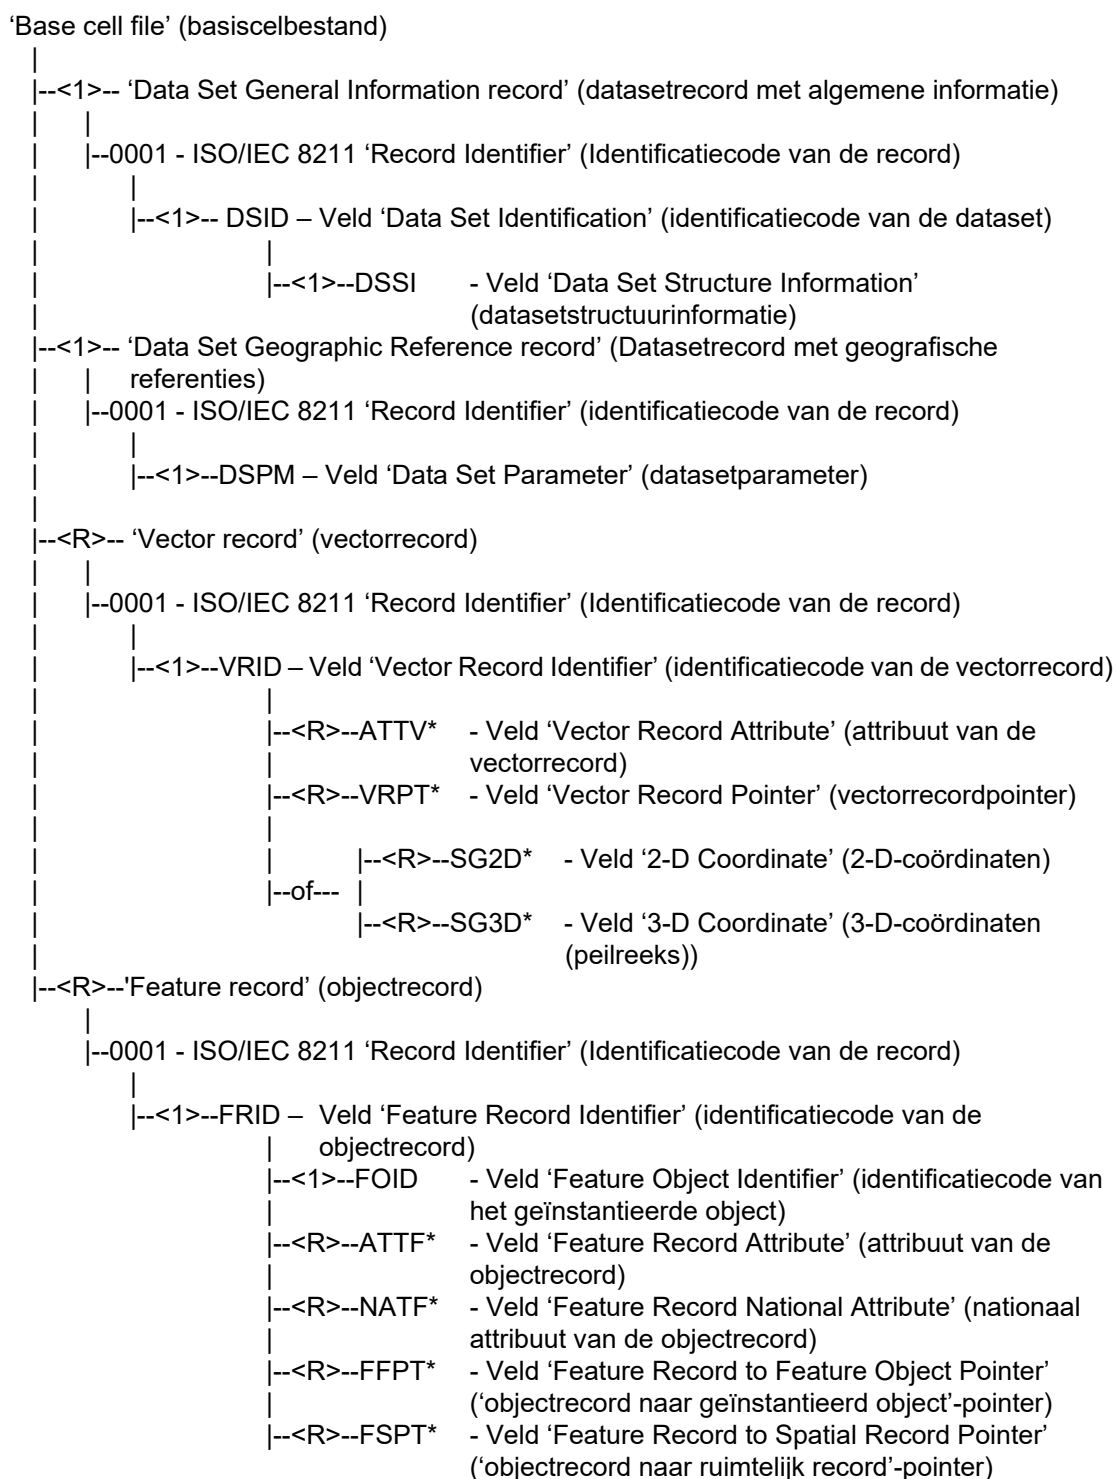 ‘Base cell file’ (basiscelbestand)
|
|--<1>-- ‘Data Set General Information record’ (datasetrecord met algemene informatie)
| |
| |--0001 - ISO/IEC 8211 ‘Record Identifier’ (Identificatiecode van de record)
| |
| |--<1>-- DSID – Veld ‘Data Set Identification’ (identificatiecode van de dataset)
| |
| |--<1>--DSSI - Veld ‘Data Set Structure Information’
| (datasetstructuurinformatie)
|--<1>-- ‘Data Set Geographic Reference record’ (Datasetrecord met geografische
| | referenties)
| |--0001 - ISO/IEC 8211 ‘Record Identifier’ (identificatiecode van de record)
| |
| |--<1>--DSPM – Veld ‘Data Set Parameter’ (datasetparameter)
|
|--<R>-- ‘Vector record’ (vectorrecord)
| |
| |--0001 - ISO/IEC 8211 ‘Record Identifier’ (Identificatiecode van de record)
| |
| |--<1>--VRID – Veld ‘Vector Record Identifier’ (identificatiecode van de vectorrecord)
| |
| |--<R>--ATTV* - Veld ‘Vector Record Attribute’ (attribuut van de
| | vectorrecord)
| |--<R>--VRPT* - Veld ‘Vector Record Pointer’ (vectorrecordpointer)
| |
| | |--<R>--SG2D* - Veld ‘2-D Coordinate’ (2-D-coördinaten)
| |--of--- |
| |--<R>--SG3D* - Veld ‘3-D Coordinate’ (3-D-coördinaten
| (peilreeks))
|--<R>--'Feature record’ (objectrecord)
|
|--0001 - ISO/IEC 8211 ‘Record Identifier’ (Identificatiecode van de record)
|
|--<1>--FRID – Veld ‘Feature Record Identifier’ (identificatiecode van de
| objectrecord)
|--<1>--FOID - Veld ‘Feature Object Identifier’ (identificatiecode van
| het geïnstantieerde object)
|--<R>--ATTF* - Veld ‘Feature Record Attribute’ (attribuut van de
| objectrecord)
|--<R>--NATF* - Veld ‘Feature Record National Attribute’ (nationaal
| attribuut van de objectrecord)
|--<R>--FFPT* - Veld ‘Feature Record to Feature Object Pointer’
| (‘objectrecord naar geïnstantieerd object’-pointer)
|--<R>--FSPT* - Veld ‘Feature Record to Spatial Record Pointer’
(‘objectrecord naar ruimtelijk record’-pointer)